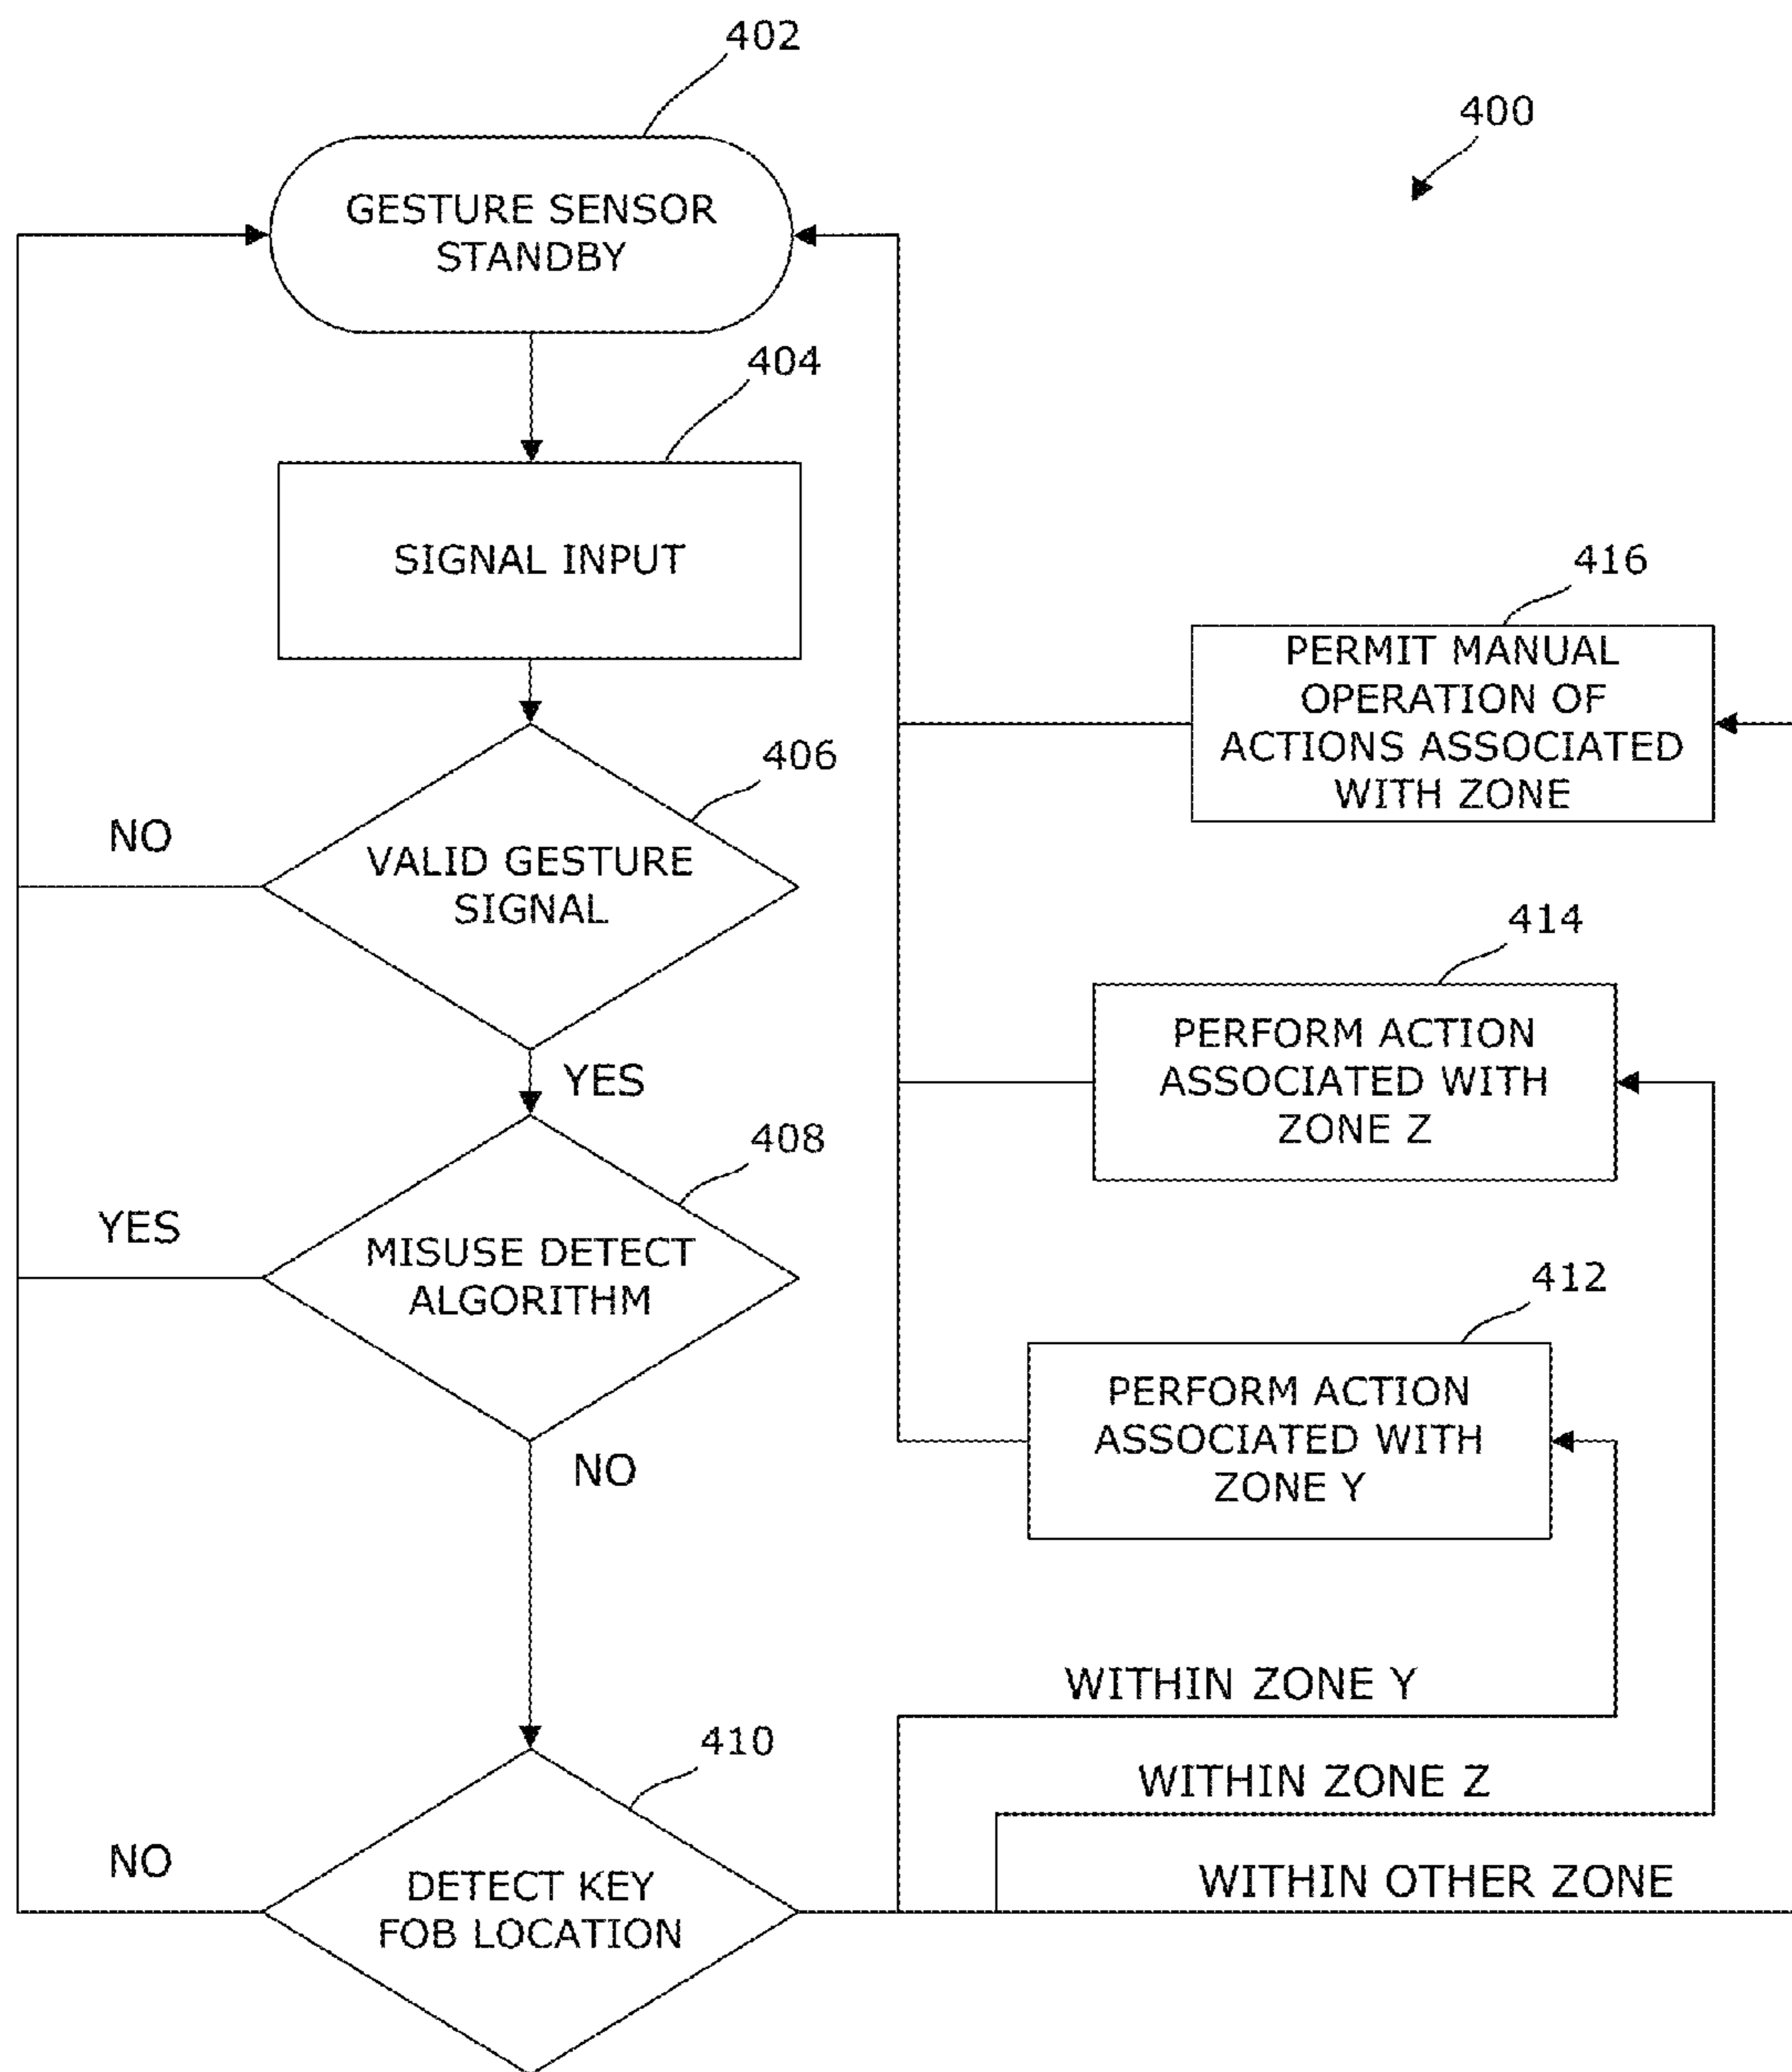 402
400
GESTURE SENSOR
STANDBY
404
SIGNAL INPUT
416
PERMIT MANUAL
OPERATION OF
ACTIONS ASSOCIATED
WITH ZONE
406
NO
VALID GESTURE
SIGNAL
414
YES
PERFORM ACTION
ASSOCIATED WITH
ZONE Z
408
YES
MISUSE DETECT
ALGORITHM
412
NO
PERFORM ACTION
ASSOCIATED WITH
ZONE Y
WITHIN ZONE Y
410
WITHIN ZONE Z
NO
DETECT KEY
FOB LOCATION
WITHIN OTHER ZONE